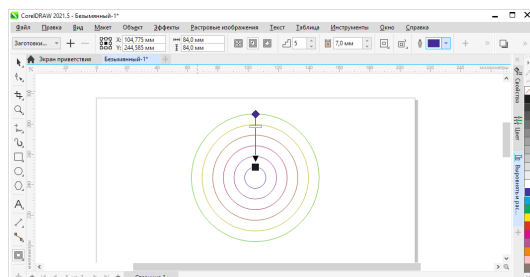 CorelDRAW 2021.5 - Безымянный-1*
Файл Правка Вид Макет Объект Эффекты Растровые изображения Текст Таблица Инструменты Окно Справка
Заготовки... X: 104,775 мм 84,0 мм 5 7,0 мм
Y: 244,585 мм 84,0 мм
Экран приветствия Безымянный-1*
Свойства
Цвет
Выровнять и рас...